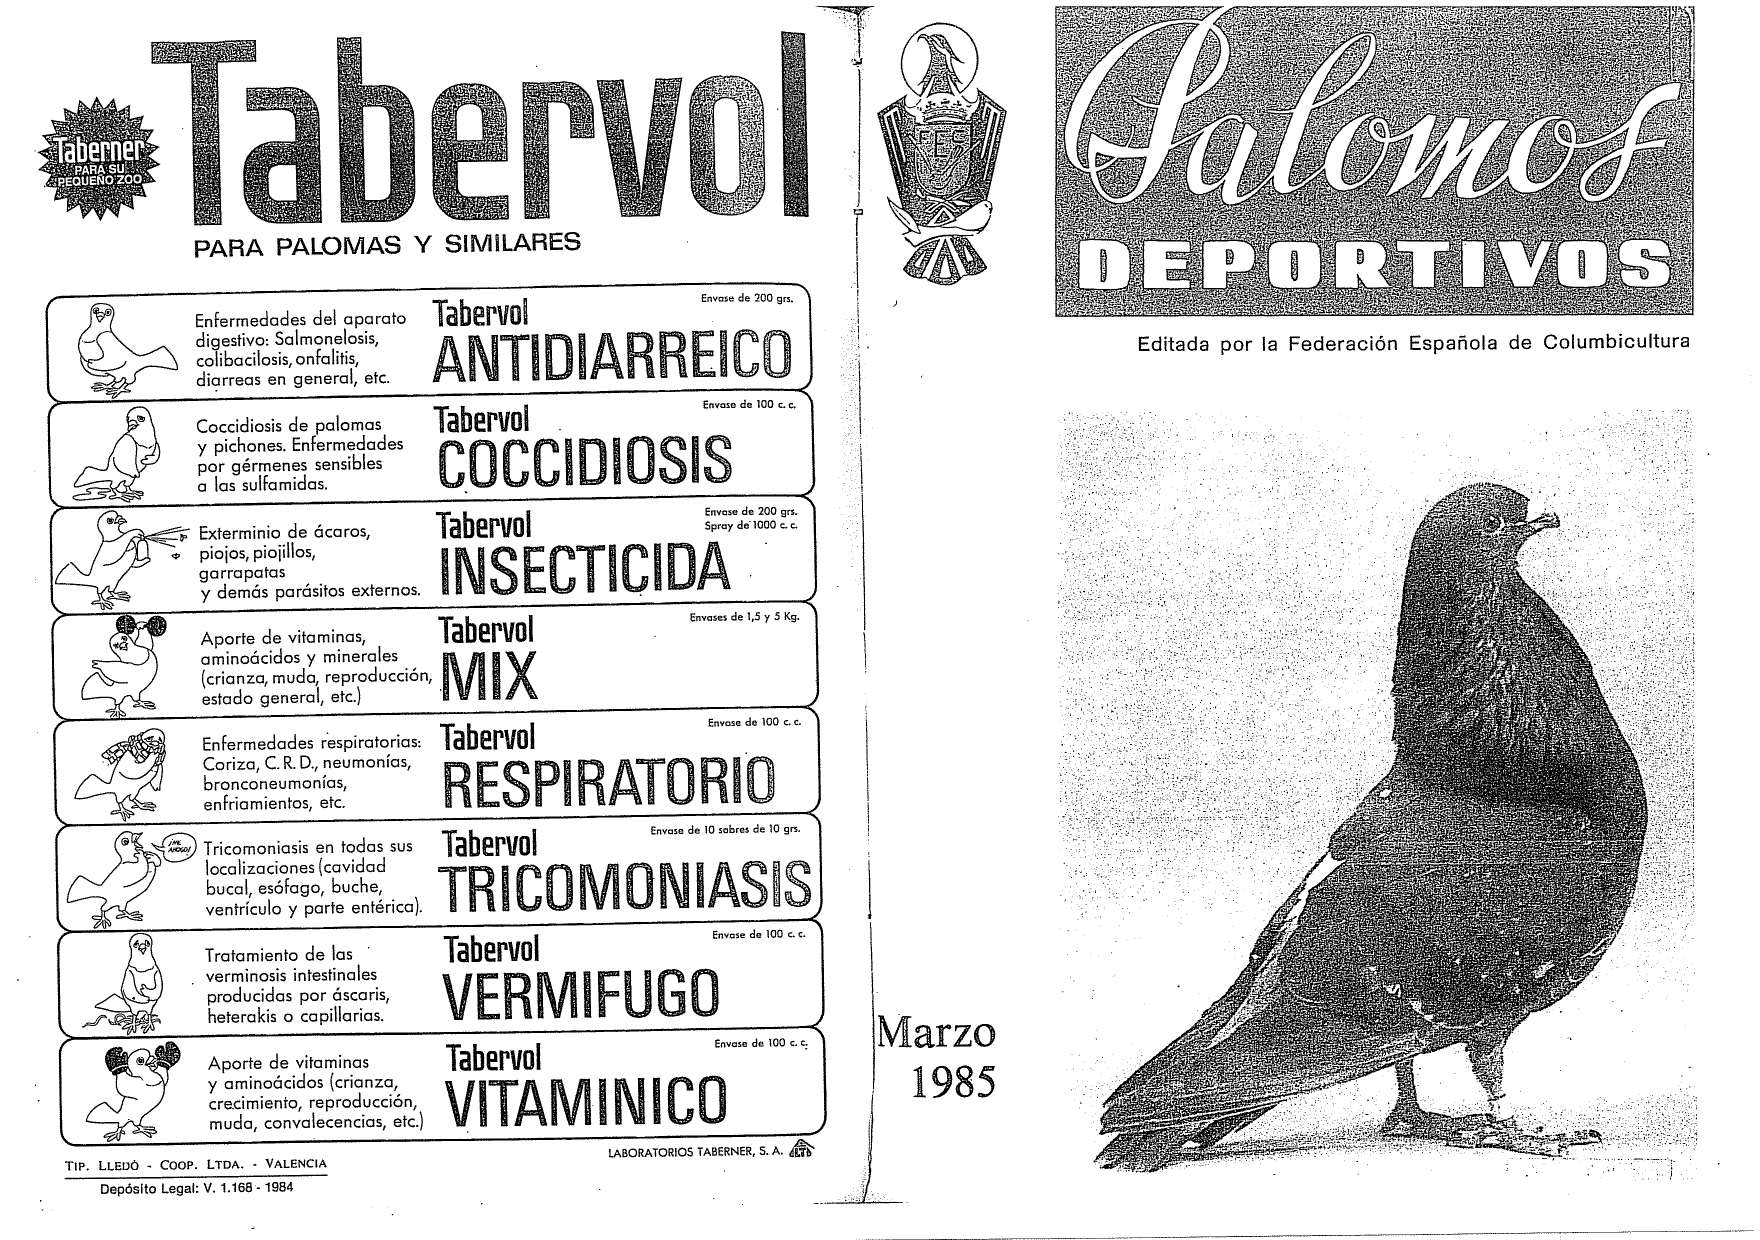 Tabervol
Taberner
PARA SU
PEQUEÑO ZOO
PARA PALOMAS Y SIMILARES
Enfermedades del aparato
digestivo: Salmonelosis,
colibacilosis, onfalitis,
diarreas en general, etc.
Tabervol
ANTIDIARREICO
Envase de 200 grs.
Coccidiosis de palomas
y pichones. Enfermedades
por gérmenes sensibles
a las sulfamidas.
Tabervol
COCCIDIOSIS
Envase de 100 c. c.
Exterminio de ácaros,
piojos, piojillos,
garrapatas
y demás parásitos externos.
Tabervol
INSECTICIDA
Envase de 200 grs.
Spray de 1000 c. c.
Aporte de vitaminas,
aminoácidos y minerales
(crianza, muda, reproducción,
estado general, etc.)
Tabervol
MIX
Envases de 1,5 y 5 Kg.
Enfermedades respiratorias:
Coriza, C. R. D., neumonías,
bronconeumonías,
enfriamientos, etc.
Tabervol
RESPIRATORIO
Envase de 100 c. c.
¡ME
AHOGO!
Tricomoniasis en todas sus
localizaciones (cavidad
bucal, esófago, buche,
ventrículo y parte entérica).
Tabervol
TRICOMONIASIS
Envase de 10 sobres de 10 grs.
Tratamiento de las
verminosis intestinales
producidas por áscaris,
heterakis o capillarias.
Tabervol
VERMIFUGO
Envase de 100 c. c.
Aporte de vitaminas
y aminoácidos (crianza,
crecimiento, reproducción,
muda, convalecencias, etc.)
Tabervol
VITAMINICO
Envase de 100 c. c.
LABORATORIOS TABERNER, S. A.
TIP. LLEDÓ - COOP. LTDA. - VALENCIA
Depósito Legal: V. 1.168 - 1984
FES
Marzo
1985
Palomos
DEPORTIVOS
Editada por la Federación Española de Columbicultura